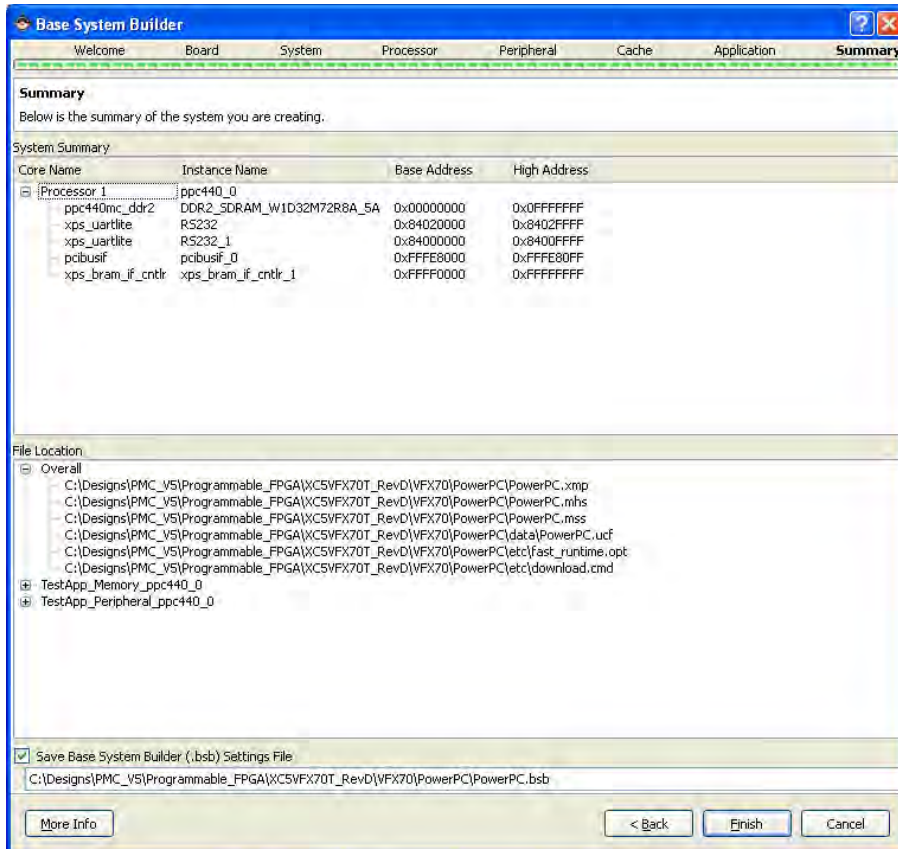 Base System Builder
Welcome Board System Processor Peripheral Cache Application Summary
Summary
Below is the summary of the system you are creating.
System Summary
Core Name Instance Name Base Address High Address
Processor 1 ppc440_0
ppc440mc_ddr2 DDR2_SDRAM_W1D32M72R8A_5A 0x00000000 0x0FFFFFFF
xps_uartlite RS232 0x84020000 0x8402FFFF
xps_uartlite RS232_1 0x84000000 0x8400FFFF
pcibusif pcibusif_0 0xFFFE8000 0xFFFE80FF
xps_bram_if_cntlr xps_bram_if_cntlr_1 0xFFFF0000 0xFFFFFFFF
File Location
Overall
C:\Designs\PMC_V5\Programmable_FPGA\XC5VFX70T_RevD\VFX70\PowerPC\PowerPC.xmp
C:\Designs\PMC_V5\Programmable_FPGA\XC5VFX70T_RevD\VFX70\PowerPC\PowerPC.mhs
C:\Designs\PMC_V5\Programmable_FPGA\XC5VFX70T_RevD\VFX70\PowerPC\PowerPC.mss
C:\Designs\PMC_V5\Programmable_FPGA\XC5VFX70T_RevD\VFX70\PowerPC\data\PowerPC.ucf
C:\Designs\PMC_V5\Programmable_FPGA\XC5VFX70T_RevD\VFX70\PowerPC\etc\fast_runtime.opt
C:\Designs\PMC_V5\Programmable_FPGA\XC5VFX70T_RevD\VFX70\PowerPC\etc\download.cmd
TestApp_Memory_ppc440_0
TestApp_Peripheral_ppc440_0
Save Base System Builder (.bsb) Settings File
C:\Designs\PMC_V5\Programmable_FPGA\XC5VFX70T_RevD\VFX70\PowerPC\PowerPC.bsb
More Info < Back Finish Cancel